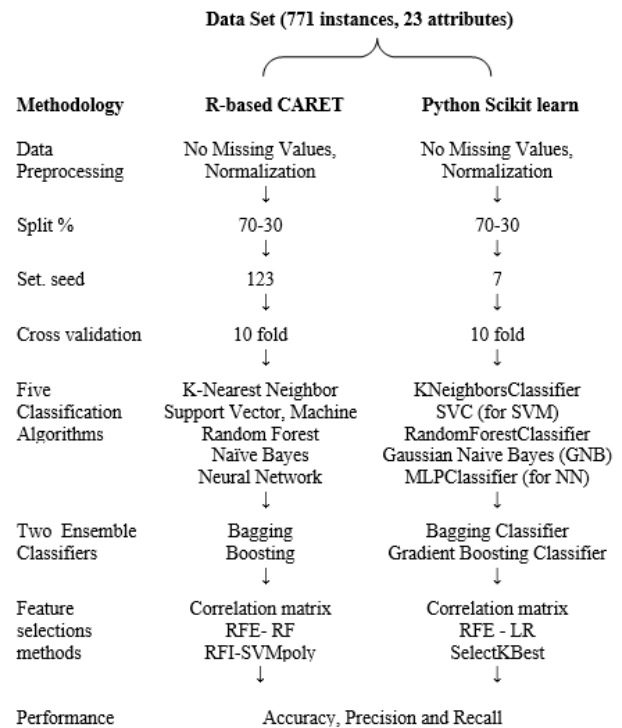 Data Set (771 instances, 23 attributes)
Methodology R-based CARET Python Scikit learn
Data No Missing Values, No Missing Values,
Preprocessing Normalization Normalization
↓ ↓
Split % 70-30 70-30
↓ ↓
Set. seed 123 7
↓ ↓
Cross validation 10 fold 10 fold
↓ ↓
Five K-Nearest Neighbor KNeighborsClassifier
Classification Support Vector, Machine SVC (for SVM)
Algorithms Random Forest RandomForestClassifier
Naïve Bayes Gaussian Naive Bayes (GNB)
Neural Network MLPClassifier (for NN)
↓ ↓
Two Ensemble Bagging Bagging Classifier
Classifiers Boosting Gradient Boosting Classifier
↓ ↓
Feature Correlation matrix Correlation matrix
selections RFE- RF RFE - LR
methods RFI-SVMpoly SelectKBest
↓ ↓
Performance Accuracy, Precision and Recall